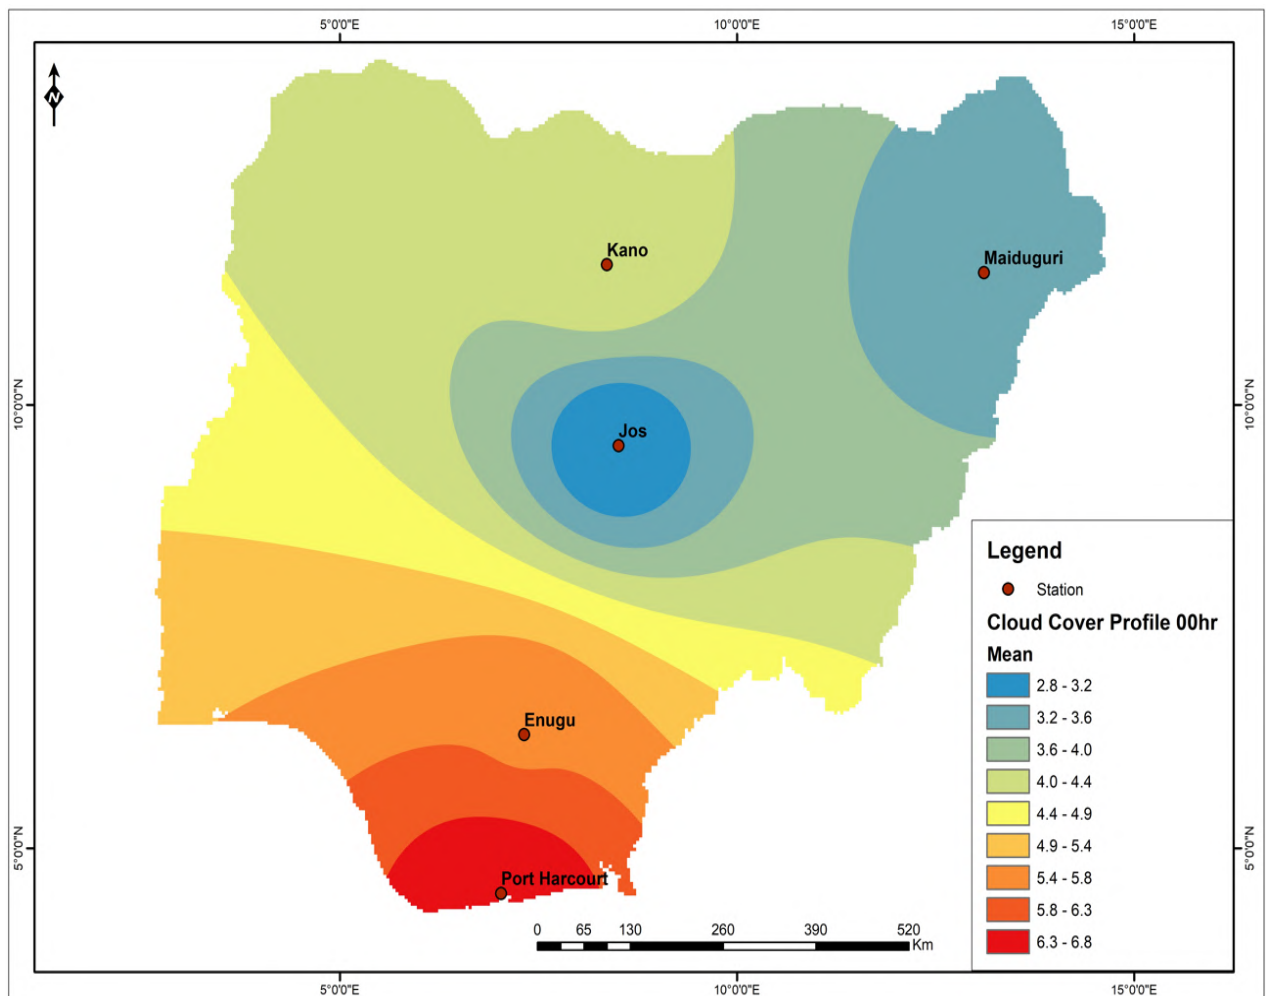 5°0'0"E 10°0'0"E 15°0'0"E
N
Kano
Maiduguri
10°0'0"N 10°0'0"N
Jos
Legend
Station
Cloud Cover Profile 00hr
Mean
2.8 - 3.2
3.2 - 3.6
3.6 - 4.0
4.0 - 4.4
4.4 - 4.9
4.9 - 5.4
5.4 - 5.8
5.8 - 6.3
6.3 - 6.8
Enugu
5°0'0"N 5°0'0"N
Port Harcourt
0 65 130 260 390 520
Km
5°0'0"E 10°0'0"E 15°0'0"E